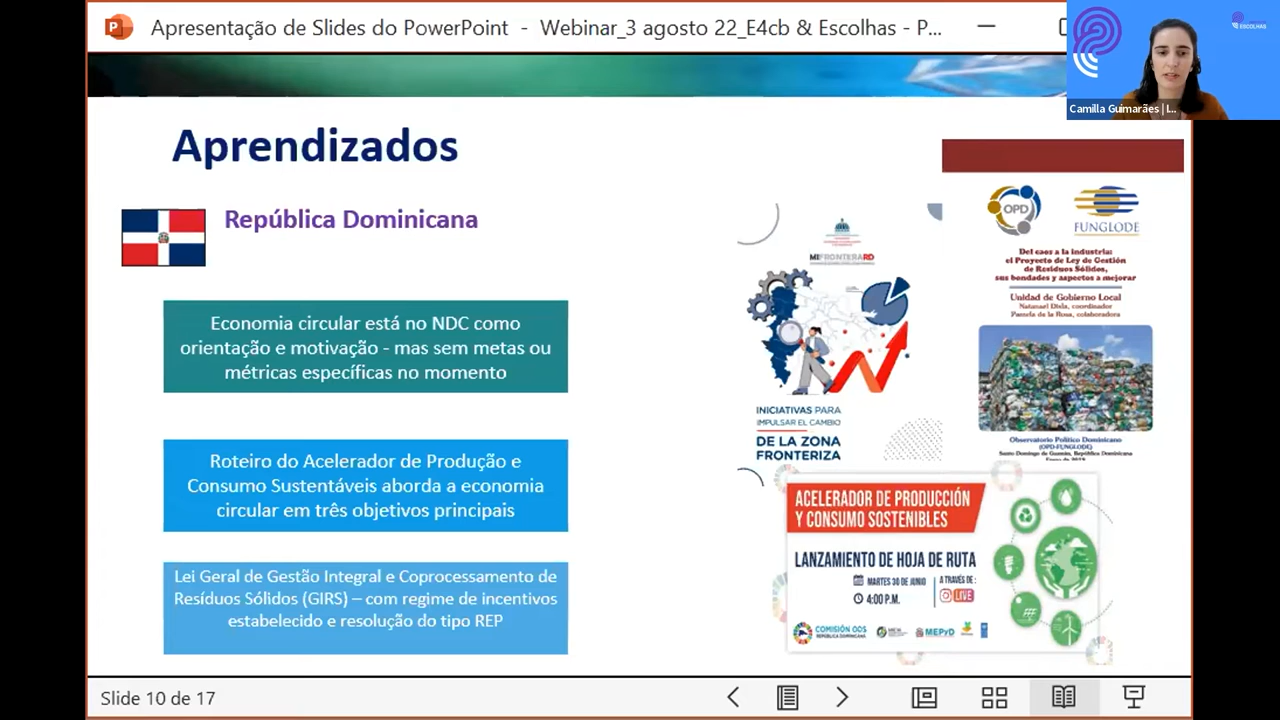 Apresentação de Slides do PowerPoint - Webinar_3 agosto 22_E4cb & Escolhas - P...
ESCOLHAS
Camilla Guimarães | I...
Aprendizados
República Dominicana
Economia circular está no NDC como
orientação e motivação - mas sem metas ou
métricas específicas no momento
Roteiro do Acelerador de Produção e
Consumo Sustentáveis aborda a economia
circular em três objetivos principais
Lei Geral de Gestão Integral e Coprocessamento de
Resíduos Sólidos (GIRS) – com regime de incentivos
estabelecido e resolução do tipo REP
MIFRONTERARD
INICIATIVAS PARA
IMPULSAR EL CAMBIO
DE LA ZONA
FRONTERIZA
OPD
FUNGLODE
Del caos a la industria:
el Proyecto de Ley de Gestión
de Residuos Sólidos,
sus bondades y aspectos a mejorar
Unidad de Gobierno Local
Natanael Disla, coordinador
Pamela de la Rosa, colaboradora
Observatorio Político Dominicano
(OPD-FUNGLODE)
Santo Domingo de Guzmán, República Dominicana
ACELERADOR DE PRODUCCIÓN
Y CONSUMO SOSTENIBLES
LANZAMIENTO DE HOJA DE RUTA
MARTES 30 DE JUNIO
4:00 P.M.
A TRAVÉS DE :
LIVE
COMISIÓN ODS
REPÚBLICA DOMINICANA
MEPyD
Slide 10 de 17